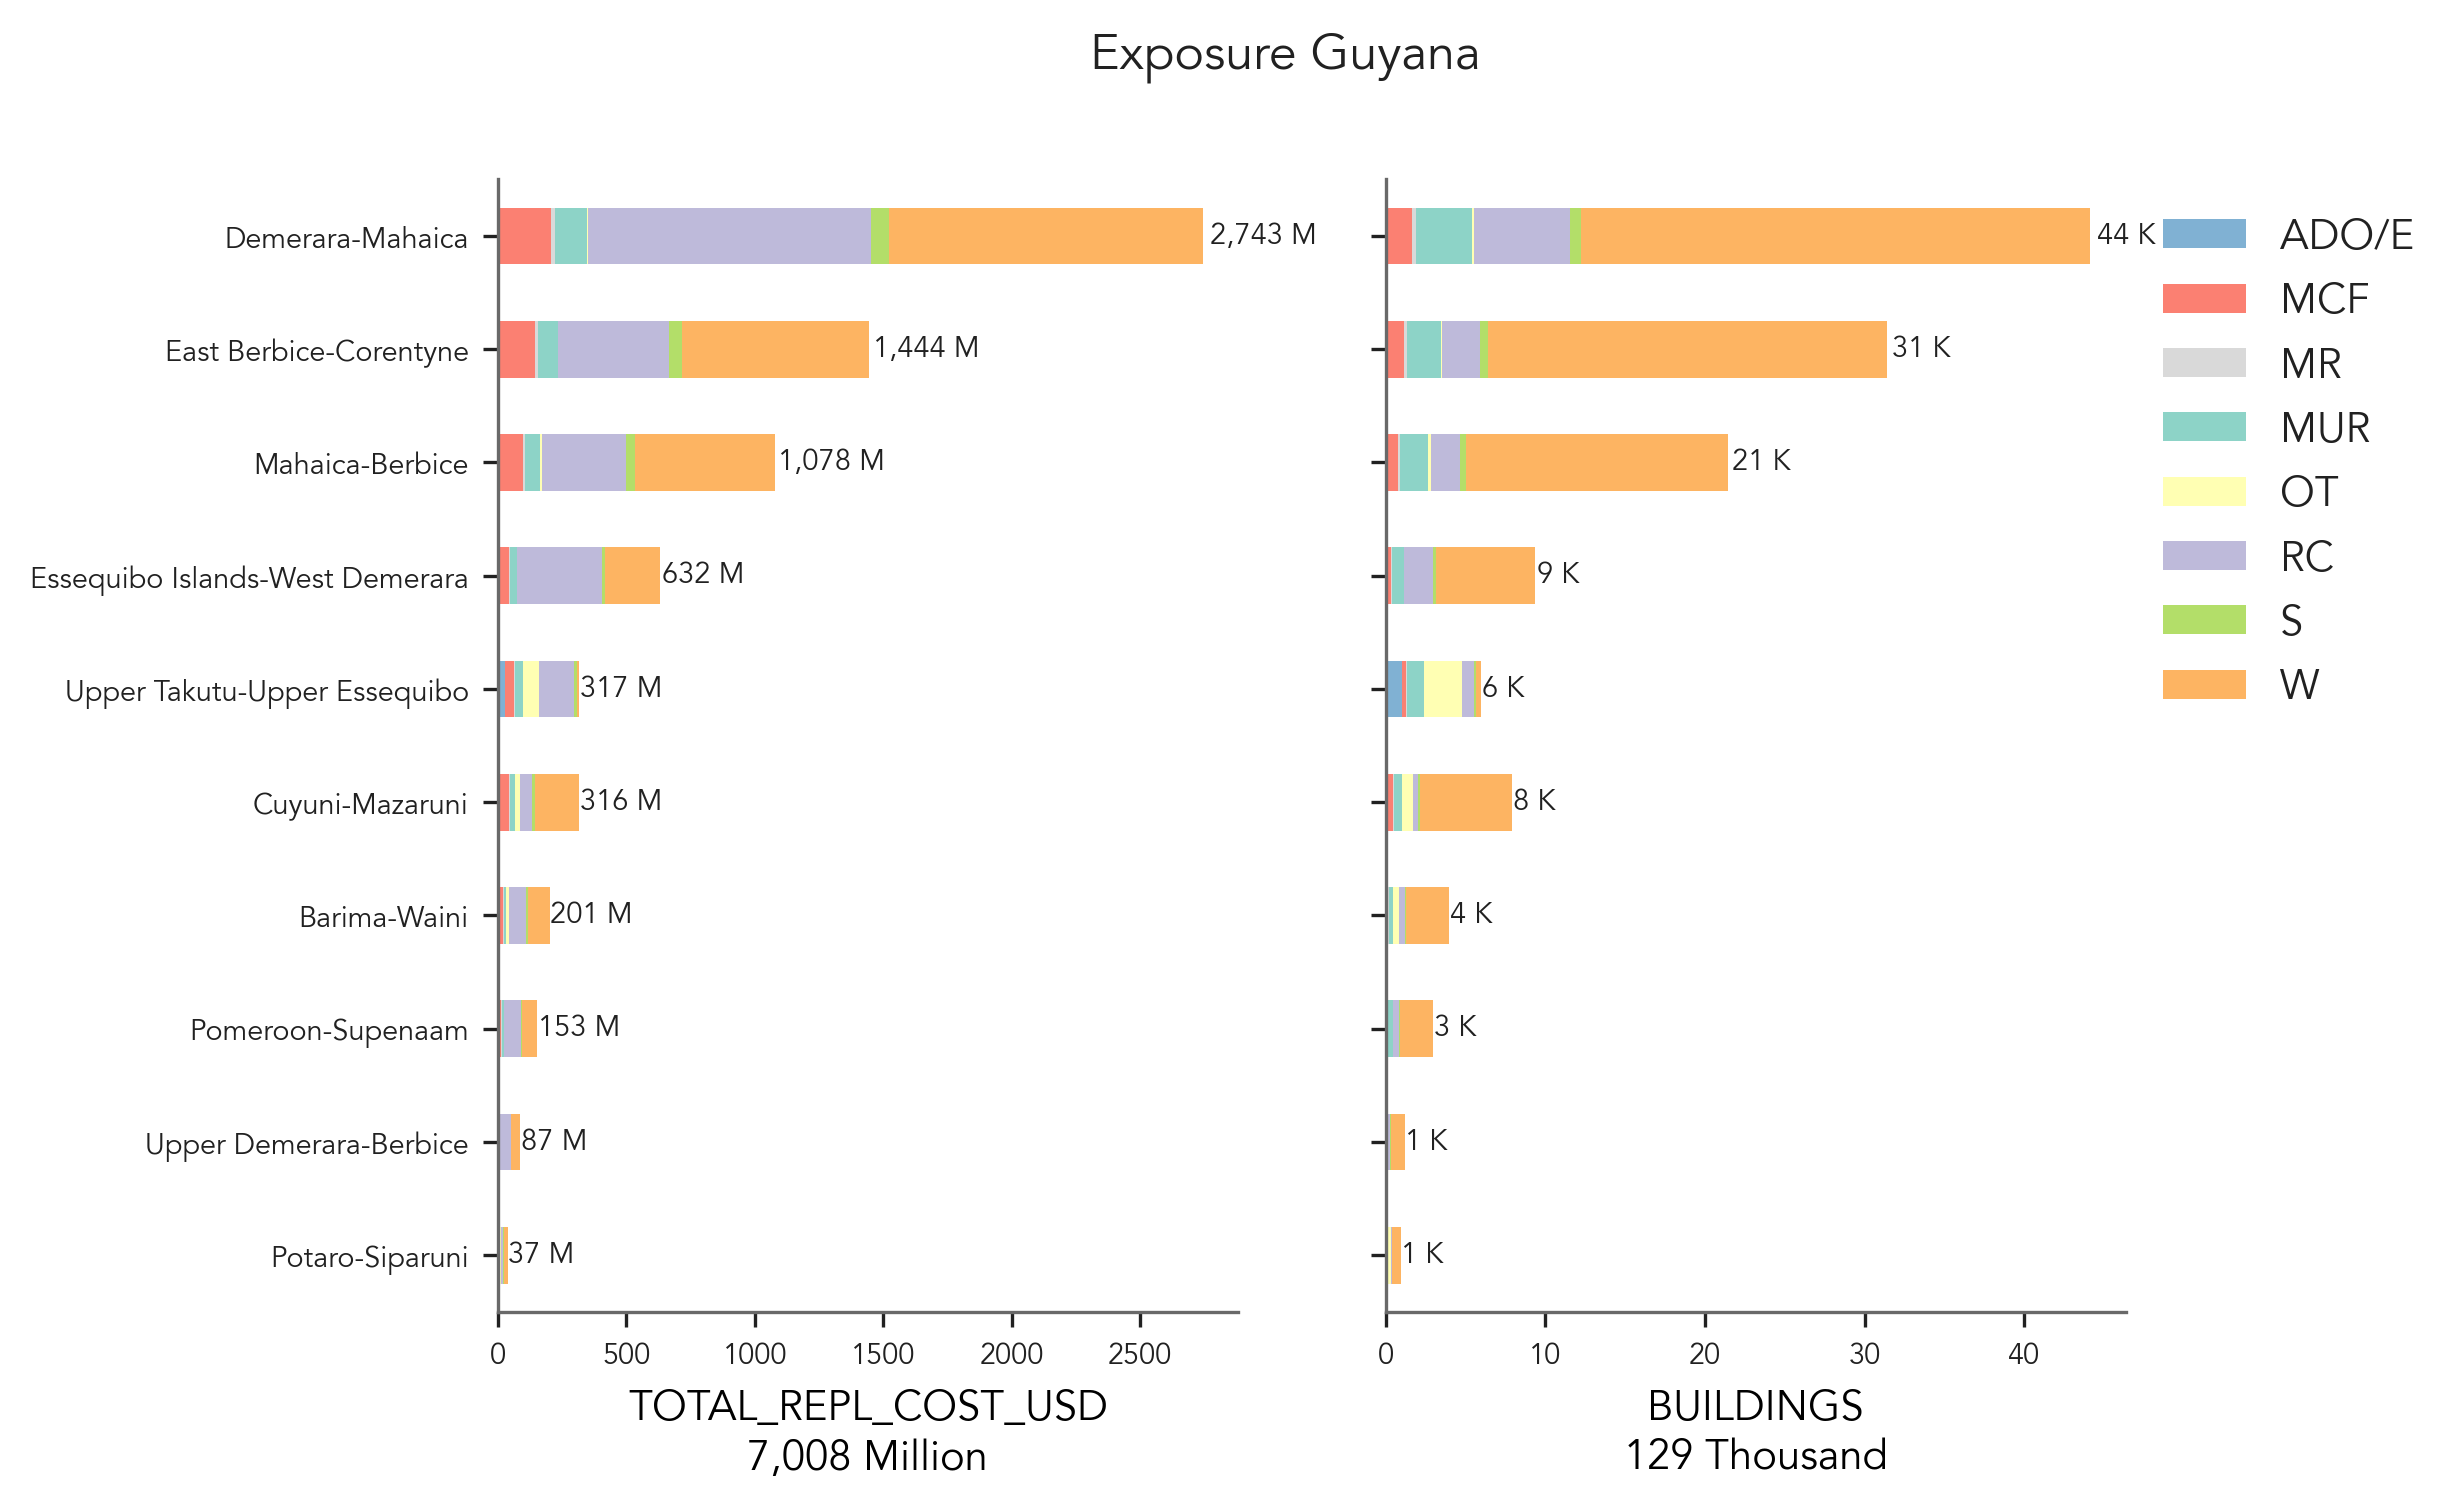 Exposure Guyana
Demerara-Mahaica
East Berbice-Corentyne
Mahaica-Berbice
Essequibo Islands-West Demerara
Upper Takutu-Upper Essequibo
Cuyuni-Mazaruni
Barima-Waini
Pomeroon-Supenaam
Upper Demerara-Berbice
Potaro-Siparuni
2,743 M
1,444 M
1,078 M
632 M
317 M
316 M
201 M
153 M
87 M
37 M
0 500 1000 1500 2000 2500
TOTAL_REPL_COST_USD
7,008 Million
44 K
31 K
21 K
9 K
6 K
8 K
4 K
3 K
1 K
1 K
0 10 20 30 40
BUILDINGS
129 Thousand
ADO/E
MCF
MR
MUR
OT
RC
S
W